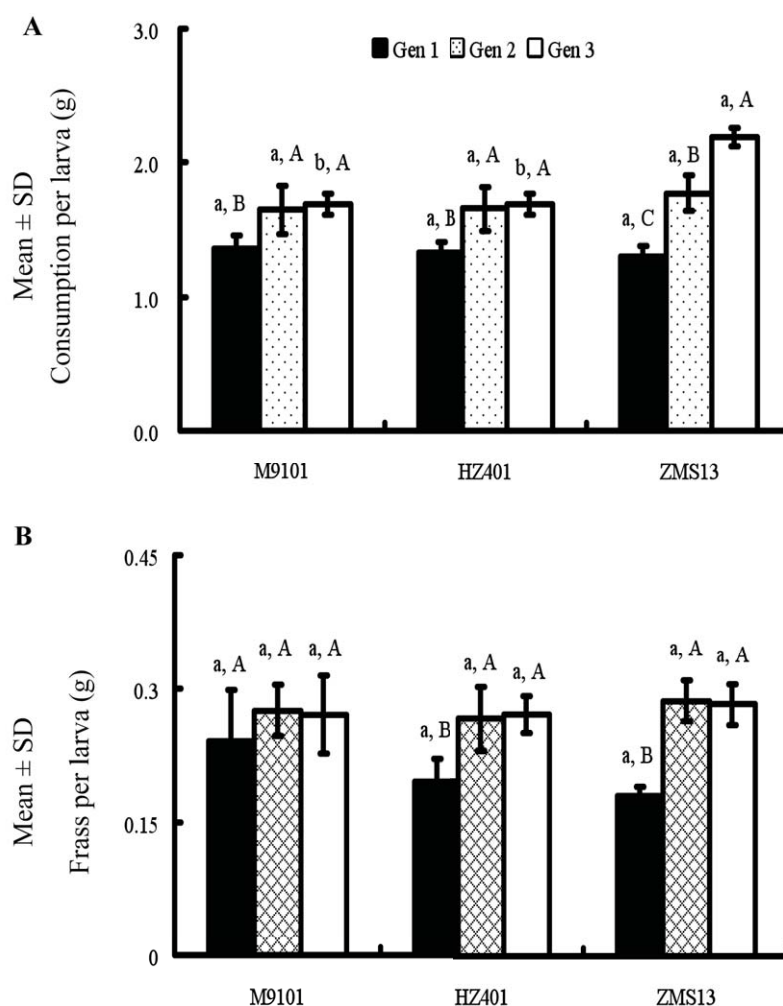 A
Mean ± SD
Consumption per larva (g)
3.0
2.0
1.0
0.0
Gen 1 Gen 2 Gen 3
a, B
a, A
b, A
a, B
a, A
b, A
a, C
a, B
a, A
M9101 HZ401 ZMS13
B
Mean ± SD
Frass per larva (g)
0.45
0.3
0.15
0
a, A
a, A
a, A
a, B
a, A
a, A
a, B
a, A
a, A
M9101 HZ401 ZMS13